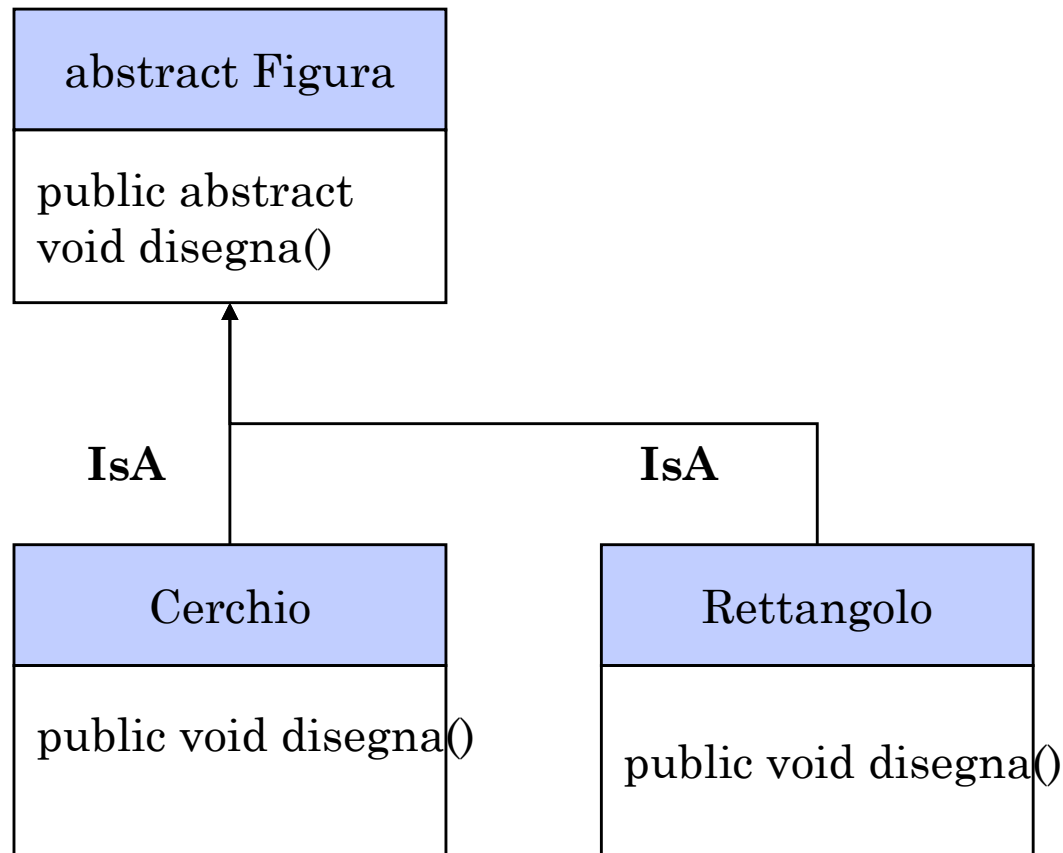 abstract Figura
public abstract
void disegna()
IsA
IsA
Cerchio
Rettangolo
public void disegna()
public void disegna()